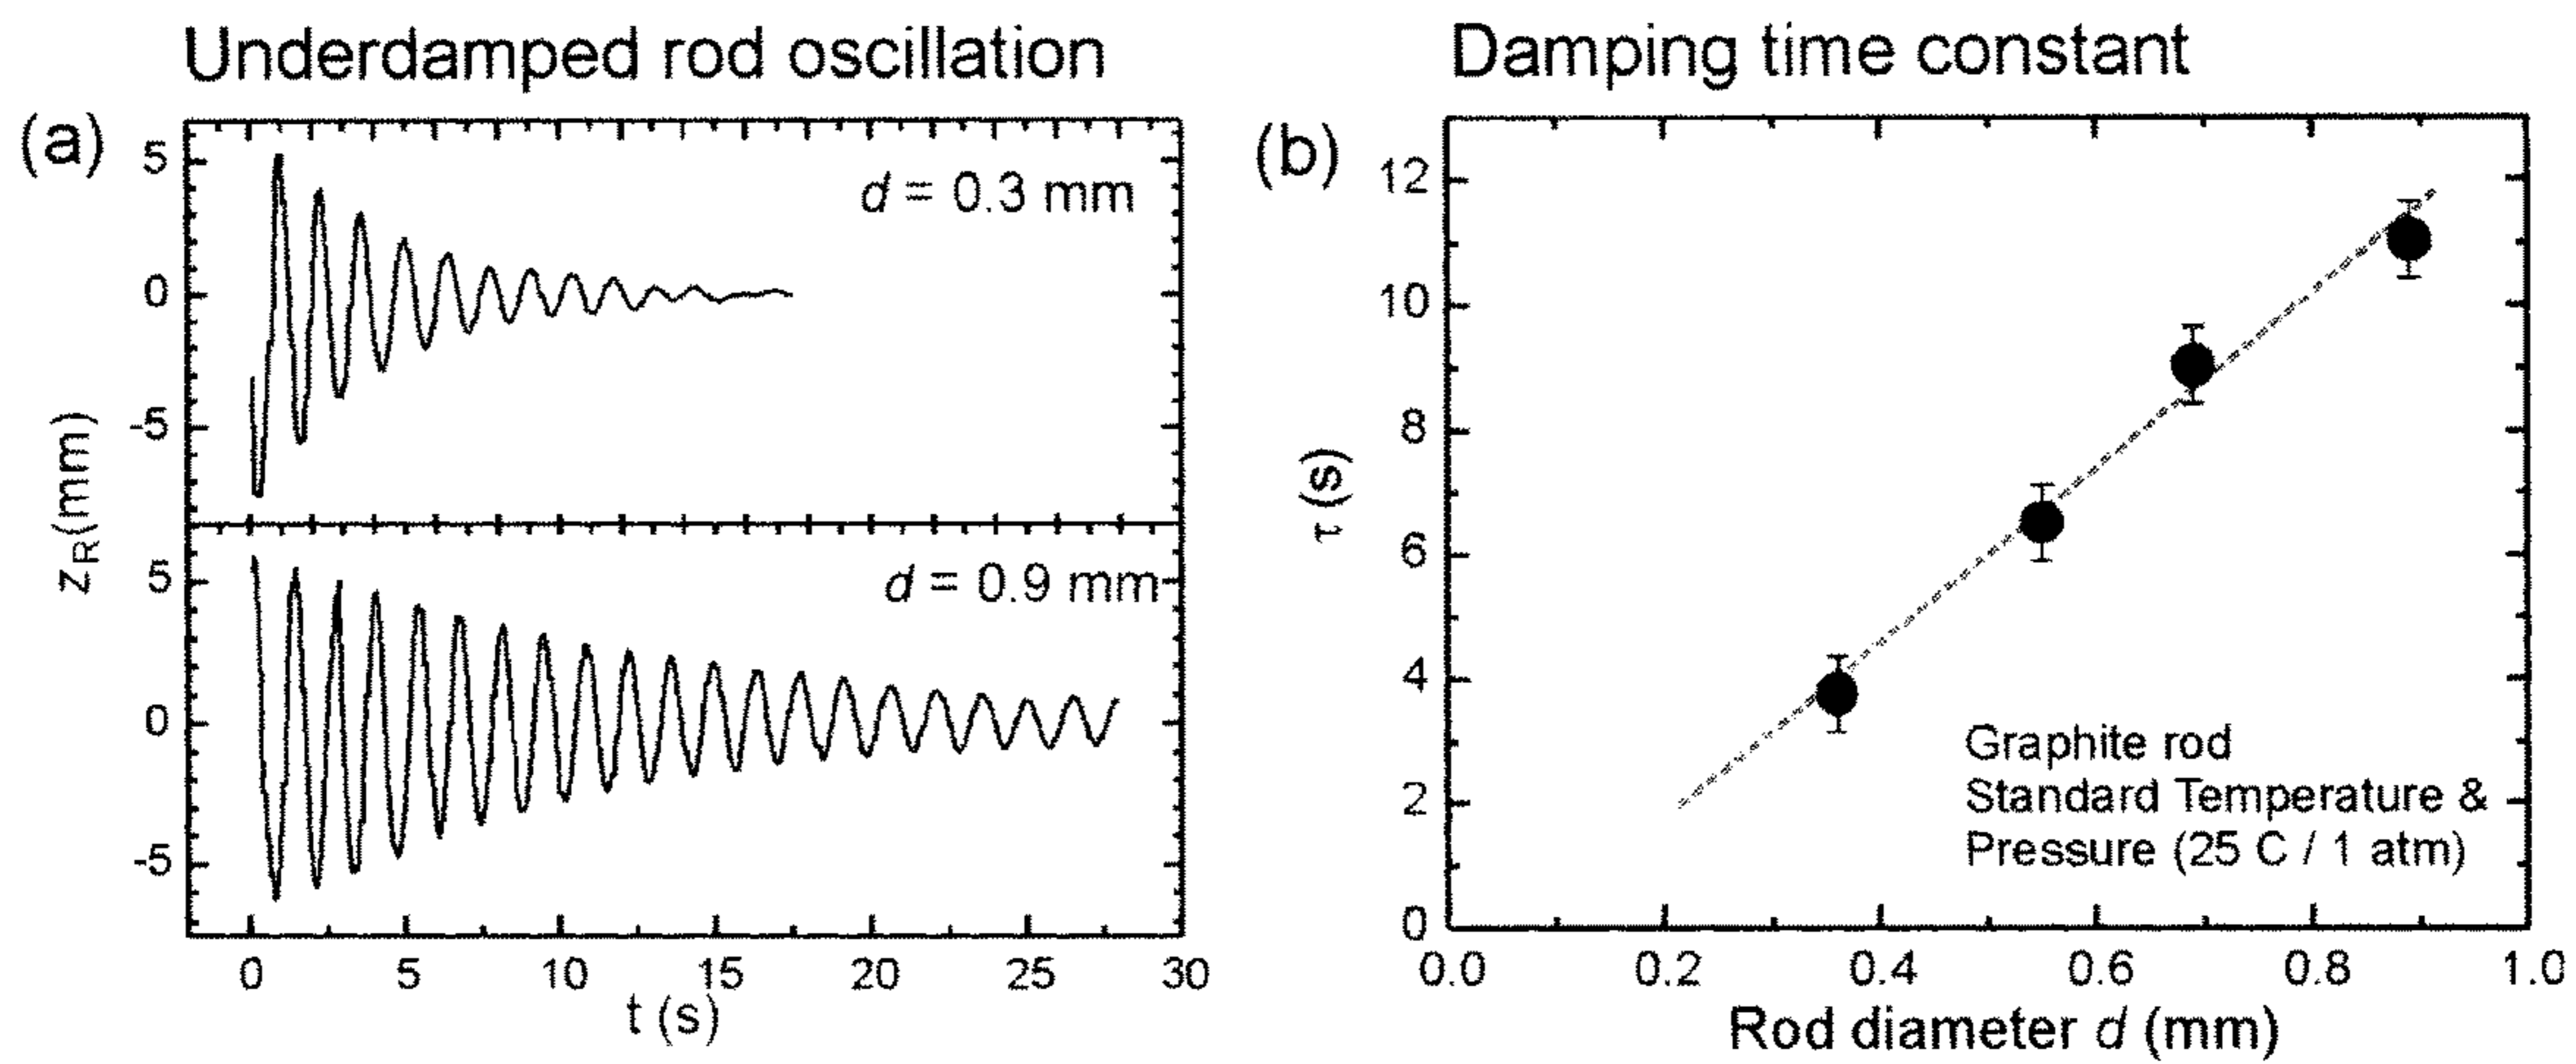 Underdamped rod oscillation
(a)
5
0
-5
d = 0.3 mm
5
0
-5
d = 0.9 mm
zR(mm)
0 5 10 15 20 25 30
t (s)
Damping time constant
(b)
12
10
8
6
4
2
0
τ (s)
Graphite rod
Standard Temperature &
Pressure (25 C / 1 atm)
0.0 0.2 0.4 0.6 0.8 1.0
Rod diameter d (mm)